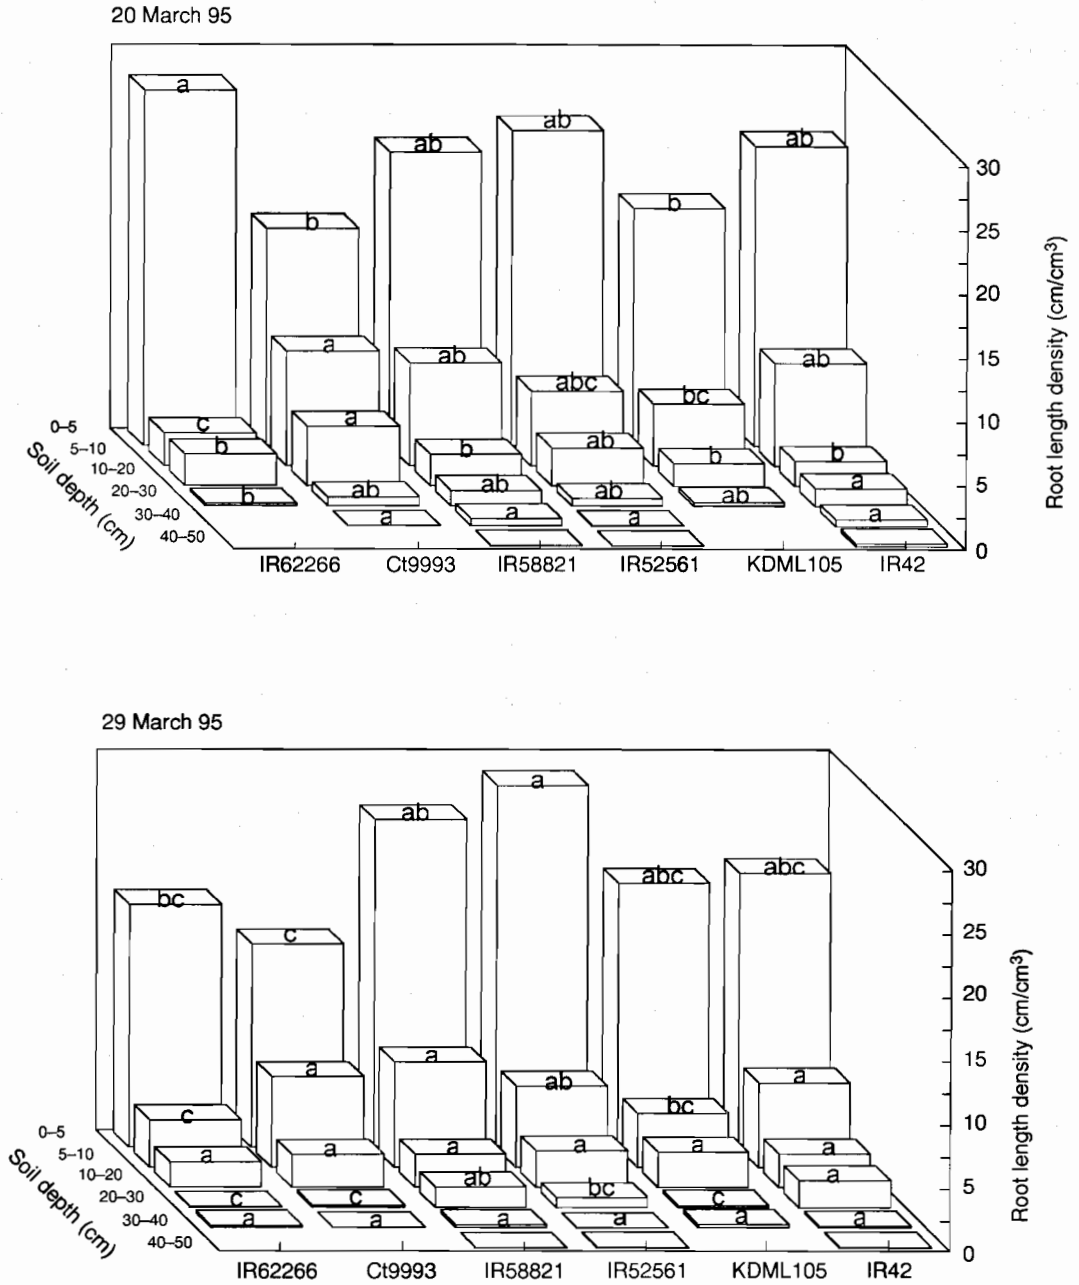 20 March 95
a
ab
ab
ab
b
b
30
25
20
15
10
5
0
Root length density (cm/cm³)
a
ab
ab
abc
bc
c
a
b
ab
b
b
b
a
b
ab
ab
ab
ab
a
a
a
a
0–5
5–10
10–20
20–30
30–40
40–50
Soil depth (cm)
IR62266
Ct9993
IR58821
IR52561
KDML105
IR42
29 March 95
a
ab
abc
abc
bc
c
30
25
20
15
10
5
0
Root length density (cm/cm³)
a
a
a
ab
bc
c
a
a
a
a
a
a
ab
bc
c
c
c
a
a
a
a
a
a
0–5
5–10
10–20
20–30
30–40
40–50
Soil depth (cm)
IR62266
Ct9993
IR58821
IR52561
KDML105
IR42